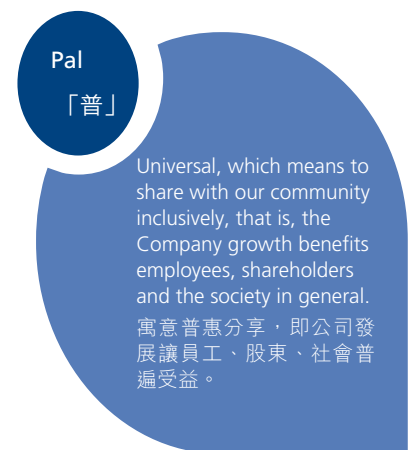 Pal
「普」
Universal, which means to
share with our community
inclusively, that is, the
Company growth benefits
employees, shareholders
and the society in general.
寓意普惠分享，即公司發
展讓員工、股東、社會普
遍受益。